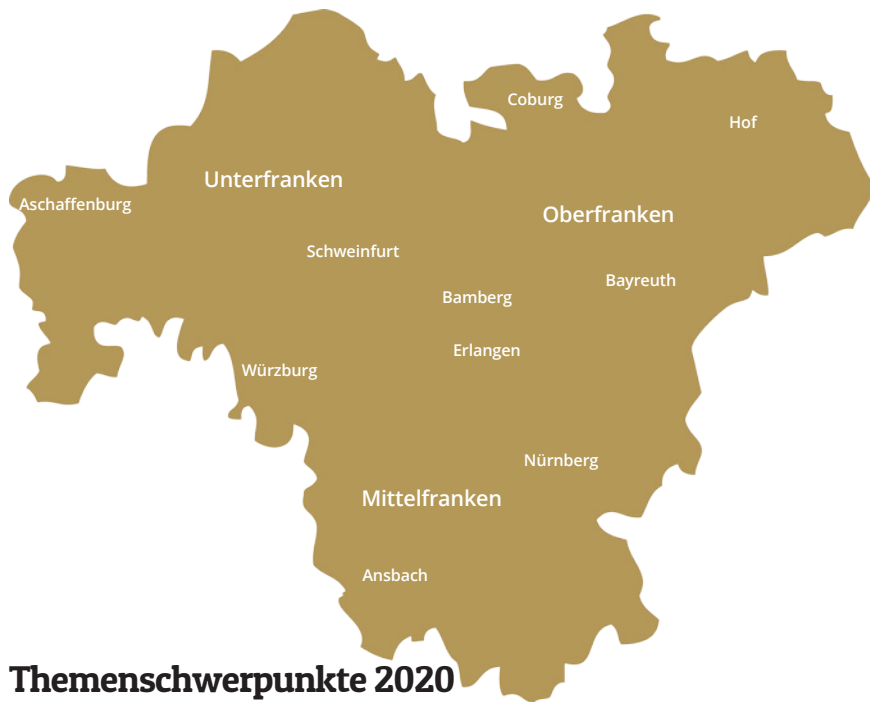 Coburg
Hof
Unterfranken
Aschaffenburg
Oberfranken
Schweinfurt
Bayreuth
Bamberg
Erlangen
Würzburg
Nürnberg
Mittelfranken
Ansbach
Themenschwerpunkte 2020